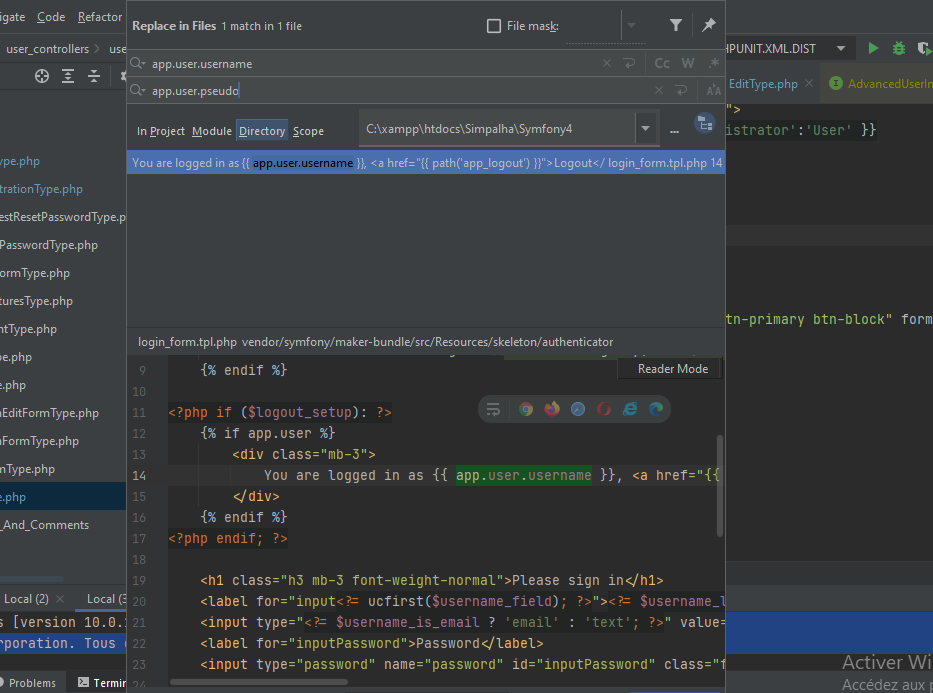 igate Code Refactor
Replace in Files 1 match in 1 file
File mask:
user_controllers
use
HPUNIT.XML.DIST
app.user.username
Cc W .*
app.user.pseudo
EditType.php
AdvancedUserIn
In Project Module Directory Scope
C:\xampp\htdocs\Simpalha\Symfony4
...
">
istrator':'User' }}
You are logged in as {{ app.user.username }}, <a href="{{ path('app_logout') }}">Logout</ login_form.tpl.php 14
ype.php
trationType.php
estResetPasswordType.p
PasswordType.php
ormType.php
turesType.php
ntType.php
pe.php
e.php
nEditFormType.php
nFormType.php
mType.php
e.php
_And_Comments
tn-primary btn-block" form
login_form.tpl.php vendor/symfony/maker-bundle/src/Resources/skeleton/authenticator
Reader Mode
9 {% endif %}
10
11 <?php if ($logout_setup): ?>
12 {% if app.user %}
13 <div class="mb-3">
14 You are logged in as {{ app.user.username }}, <a href="{{
15 </div>
16 {% endif %}
17 <?php endif; ?>
18
19 <h1 class="h3 mb-3 font-weight-normal">Please sign in</h1>
20 <label for="input<?= ucfirst($username_field); ?>"><?= $username_l
21 <input type="<?= $username_is_email ? 'email' : 'text'; ?>" value=
22 <label for="inputPassword">Password</label>
23 <input type="password" name="password" id="inputPassword" class="f
24
Local (2)
Local (3
s [version 10.0.
rporation. Tous
Problems
Termin
Activer Wi
Accédez aux p